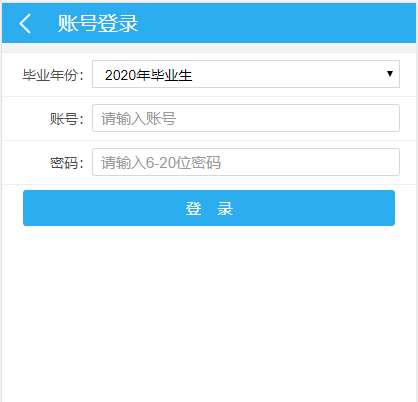 账号登录
毕业年份： 2020年毕业生
账号： 请输入账号
密码： 请输入6-20位密码
登 录